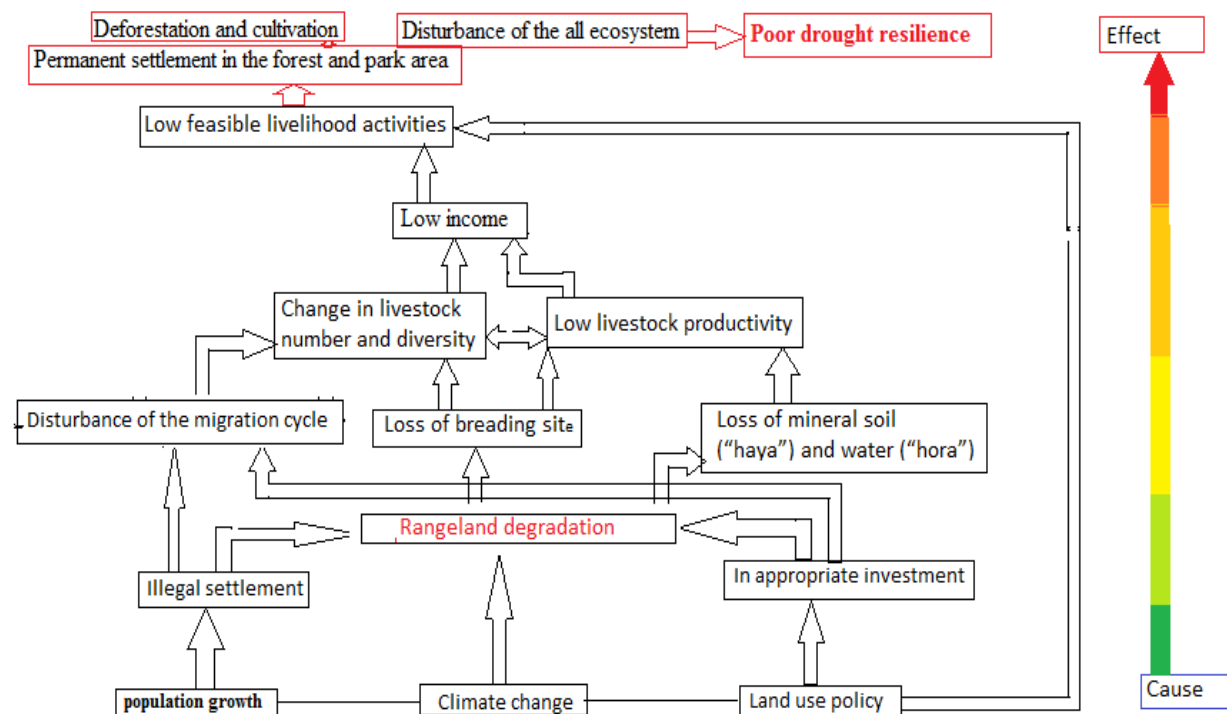 Deforestation and cultivation
Disturbance of the all ecosystem
Poor drought resilience
Effect
Permanent settlement in the forest and park area
Low feasible livelihood activities
Low income
Change in livestock
number and diversity
Low livestock productivity
Disturbance of the migration cycle
Loss of breading site
Loss of mineral soil
(“haya”) and water (“hora”)
Rangeland degradation
Illegal settlement
In appropriate investment
population growth
Climate change
Land use policy
Cause